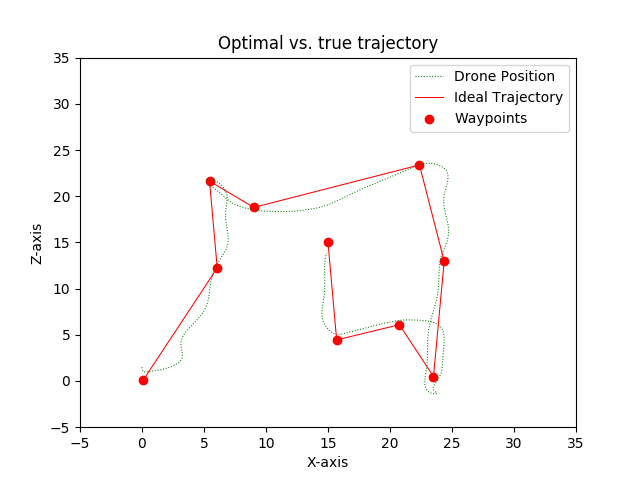 Optimal vs. true trajectory
Drone Position
Ideal Trajectory
Waypoints
35
30
25
20
15
10
5
0
−5
Z-axis
−5 0 5 10 15 20 25 30 35
X-axis